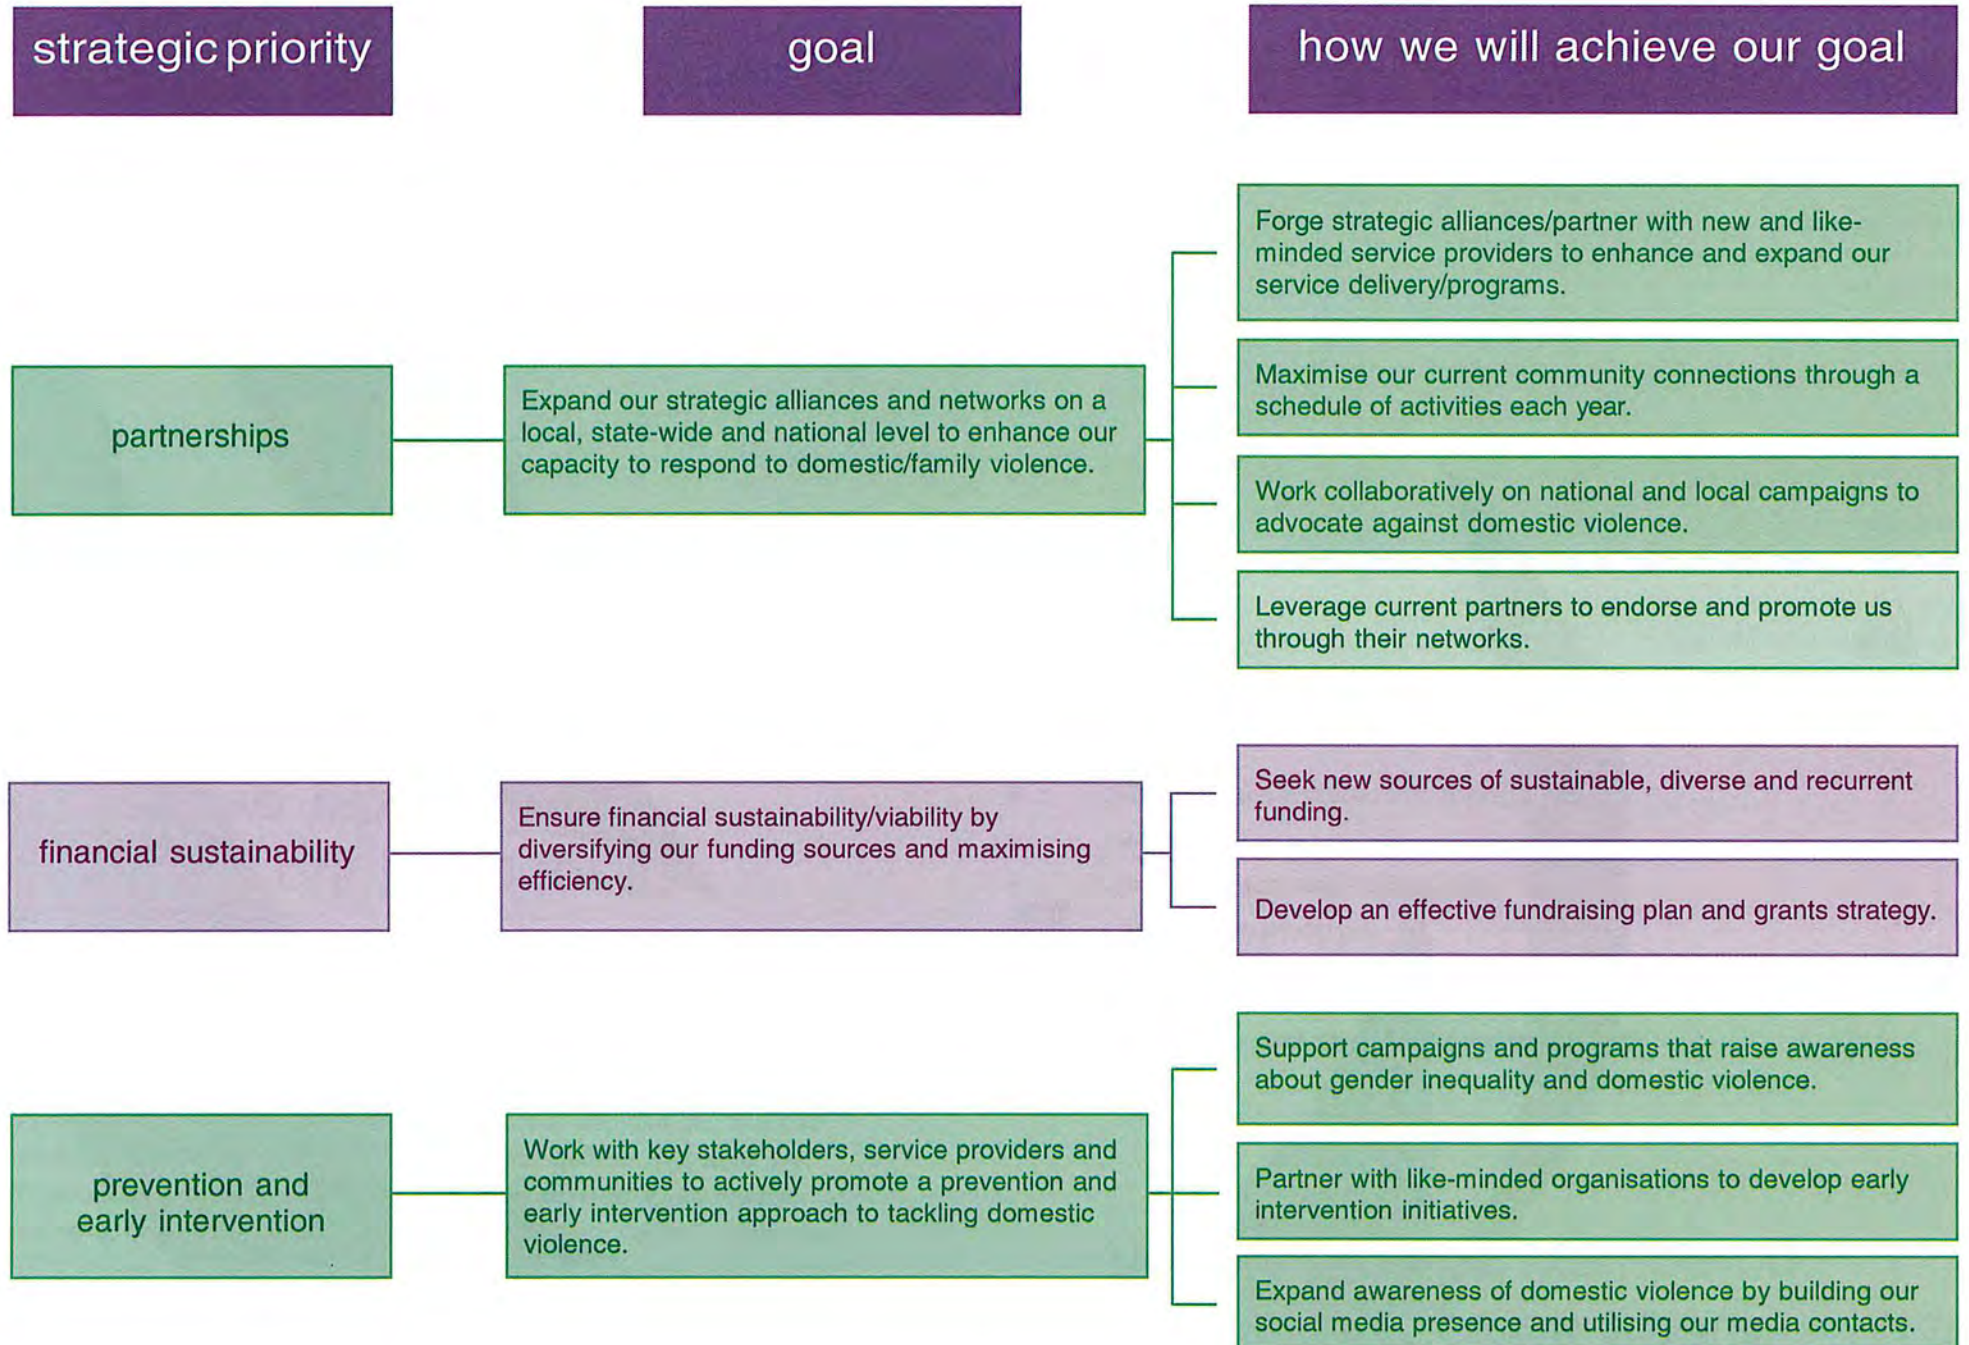 strategic priority
goal
how we will achieve our goal
partnerships
Expand our strategic alliances and networks on a
local, state-wide and national level to enhance our
capacity to respond to domestic/family violence.
Forge strategic alliances/partner with new and like-
minded service providers to enhance and expand our
service delivery/programs.
Maximise our current community connections through a
schedule of activities each year.
Work collaboratively on national and local campaigns to
advocate against domestic violence.
Leverage current partners to endorse and promote us
through their networks.
financial sustainability
Ensure financial sustainability/viability by
diversifying our funding sources and maximising
efficiency.
Seek new sources of sustainable, diverse and recurrent
funding.
Develop an effective fundraising plan and grants strategy.
prevention and
early intervention
Work with key stakeholders, service providers and
communities to actively promote a prevention and
early intervention approach to tackling domestic
violence.
Support campaigns and programs that raise awareness
about gender inequality and domestic violence.
Partner with like-minded organisations to develop early
intervention initiatives.
Expand awareness of domestic violence by building our
social media presence and utilising our media contacts.